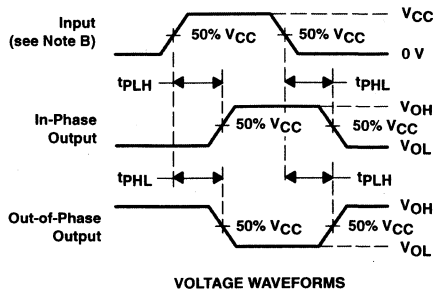 Input
(see Note B)
50% VCC
50% VCC
VCC
0 V
tPLH
tPHL
In-Phase
Output
50% VCC
50% VCC
VOH
VOL
tPHL
tPLH
Out-of-Phase
Output
50% VCC
50% VCC
VOH
VOL
VOLTAGE WAVEFORMS